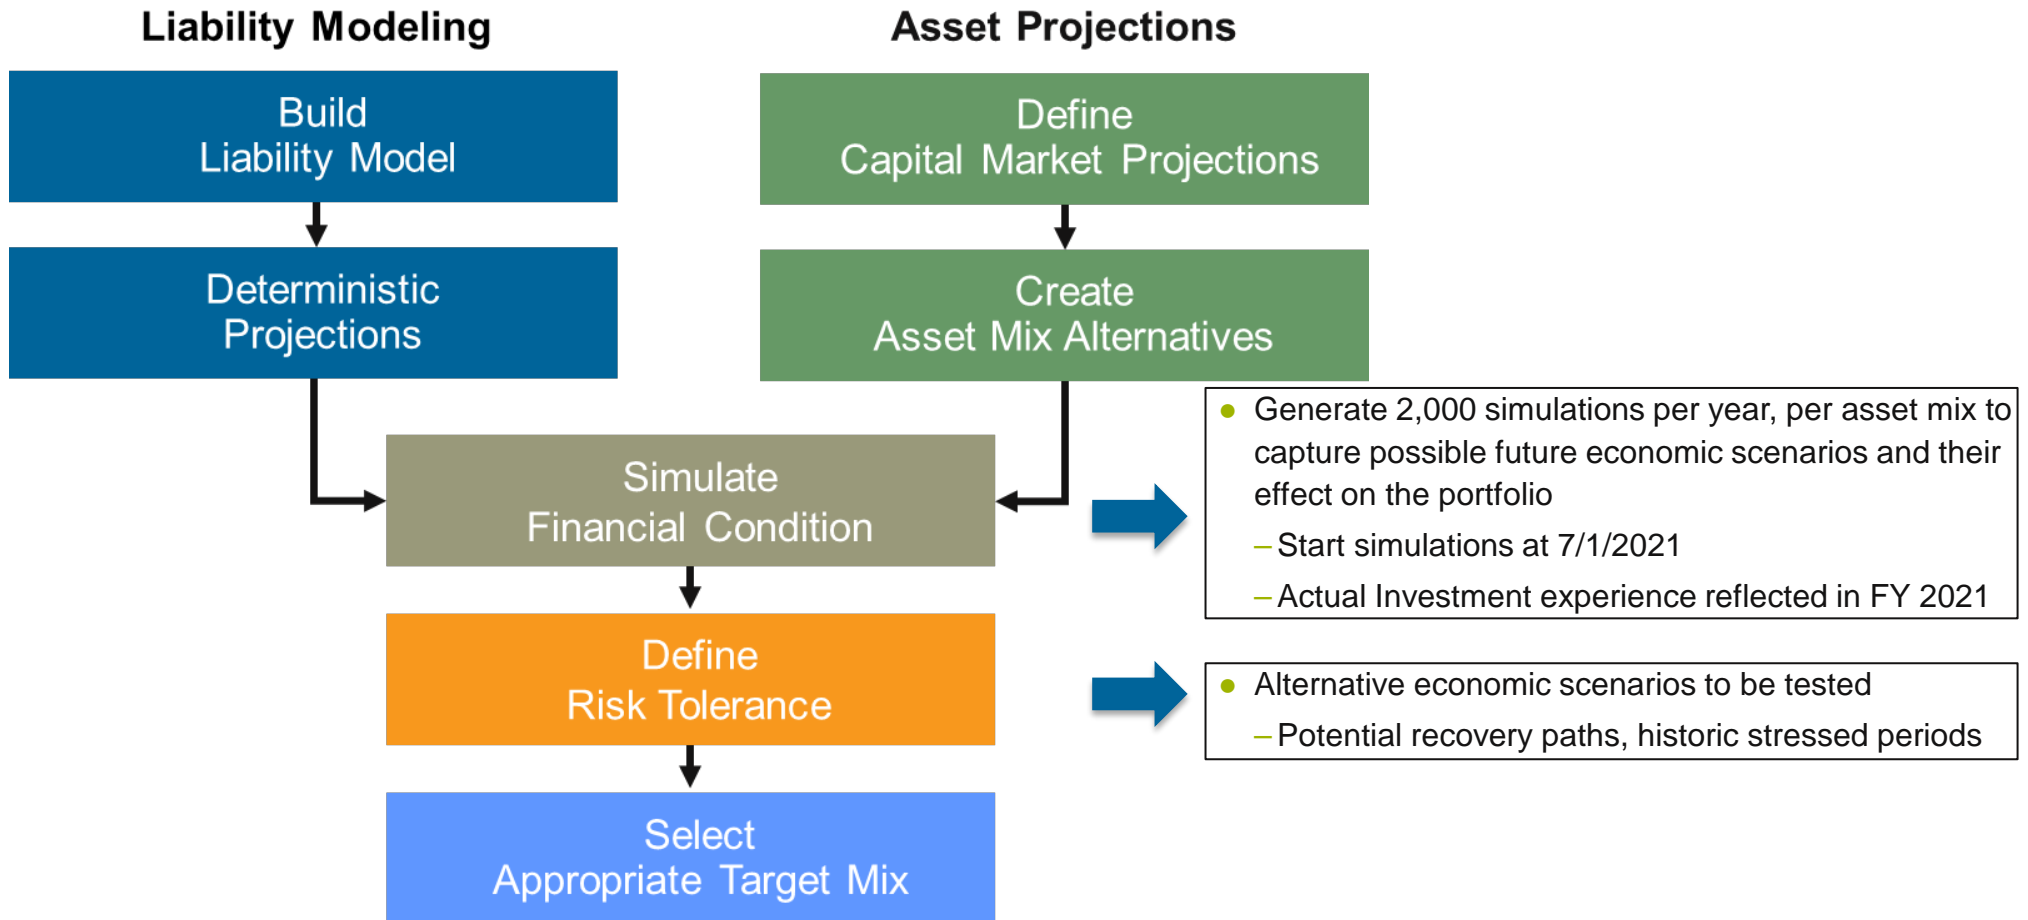 Liability Modeling
Asset Projections
Build
Liability Model
Define
Capital Market Projections
Deterministic
Projections
Create
Asset Mix Alternatives
Simulate
Financial Condition
● Generate 2,000 simulations per year, per asset mix to
capture possible future economic scenarios and their
effect on the portfolio
– Start simulations at 7/1/2021
– Actual Investment experience reflected in FY 2021
Define
Risk Tolerance
● Alternative economic scenarios to be tested
– Potential recovery paths, historic stressed periods
Select
Appropriate Target Mix